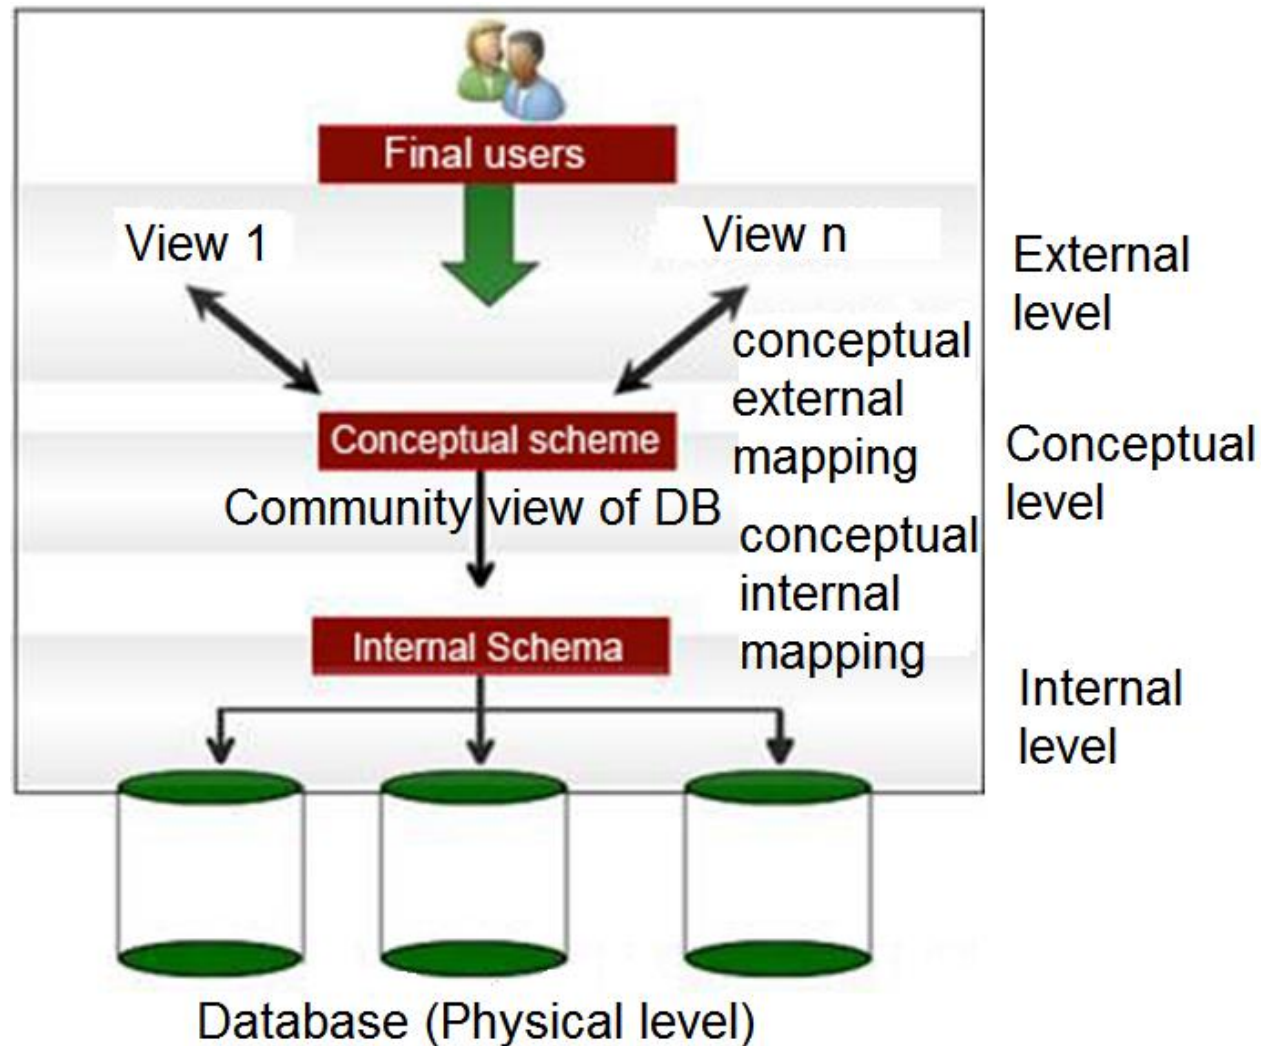 Final users
View 1
View n
External
level
conceptual
external
mapping
Conceptual scheme
Conceptual
level
Community view of DB
conceptual
internal
mapping
Internal Schema
Internal
level
Database (Physical level)